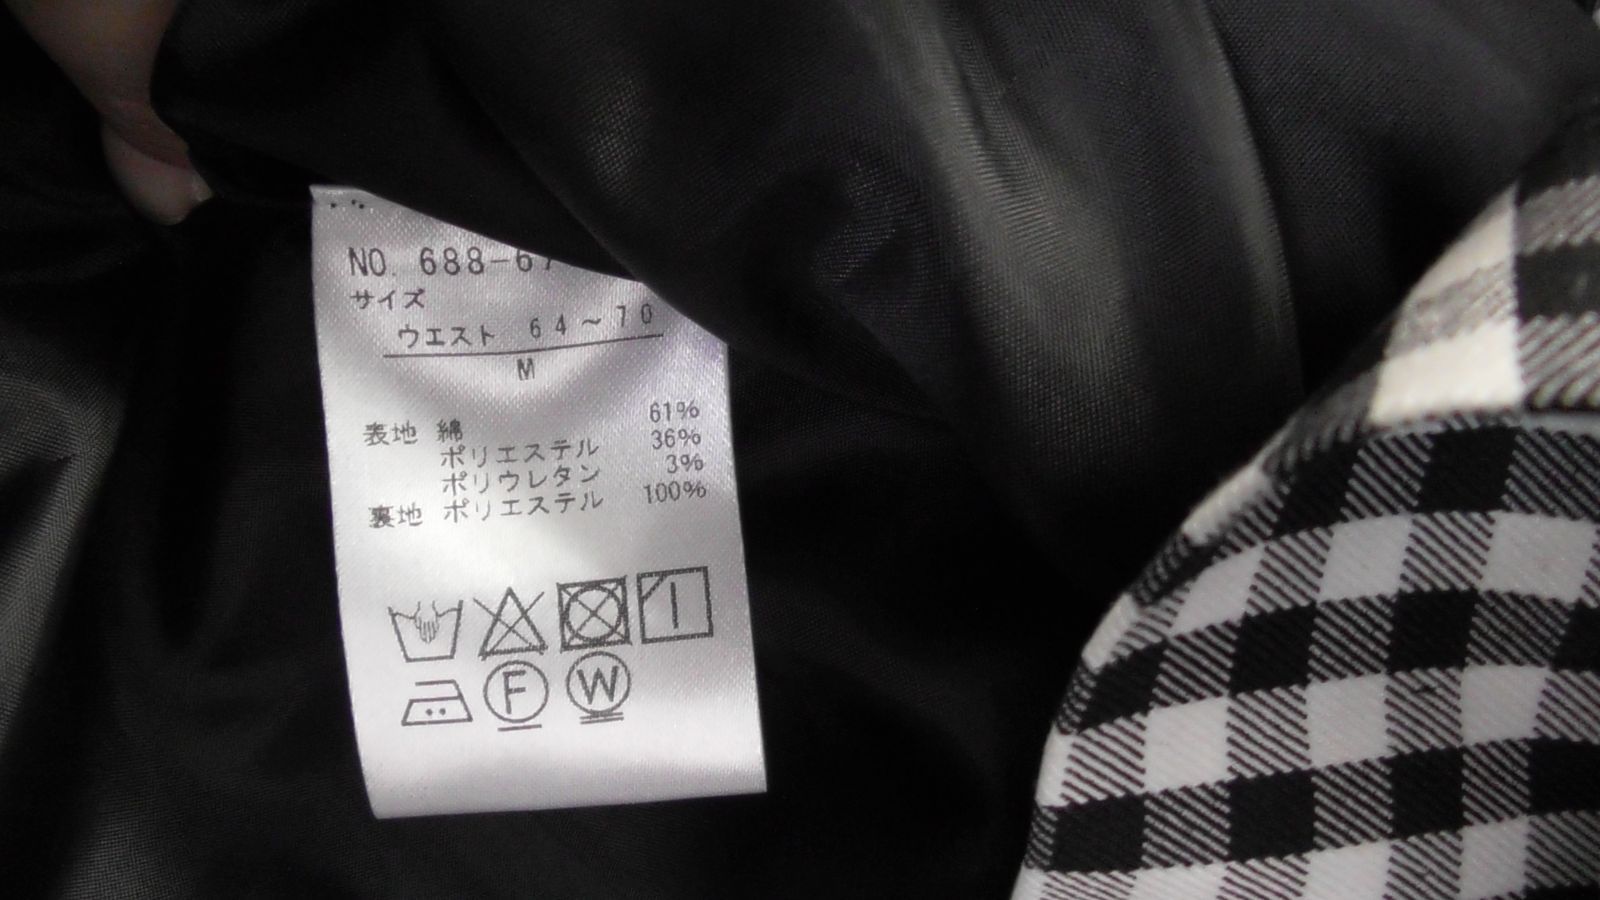 NO. 688-67
サイズ
ウエスト 64～70
M
表地 綿 61%
ポリエステル 36%
ポリウレタン 3%
裏地 ポリエステル 100%
F
W